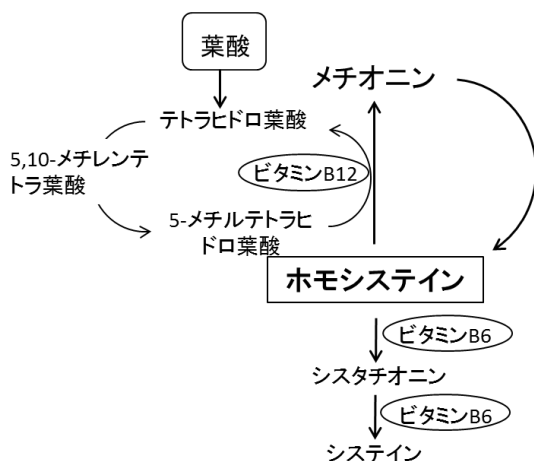 葉酸
メチオニン
テトラヒドロ葉酸
5,10-メチレンテ
トラ葉酸
ビタミンB12
5-メチルテトラヒ
ドロ葉酸
ホモシステイン
ビタミンB6
シスタチオニン
ビタミンB6
システイン